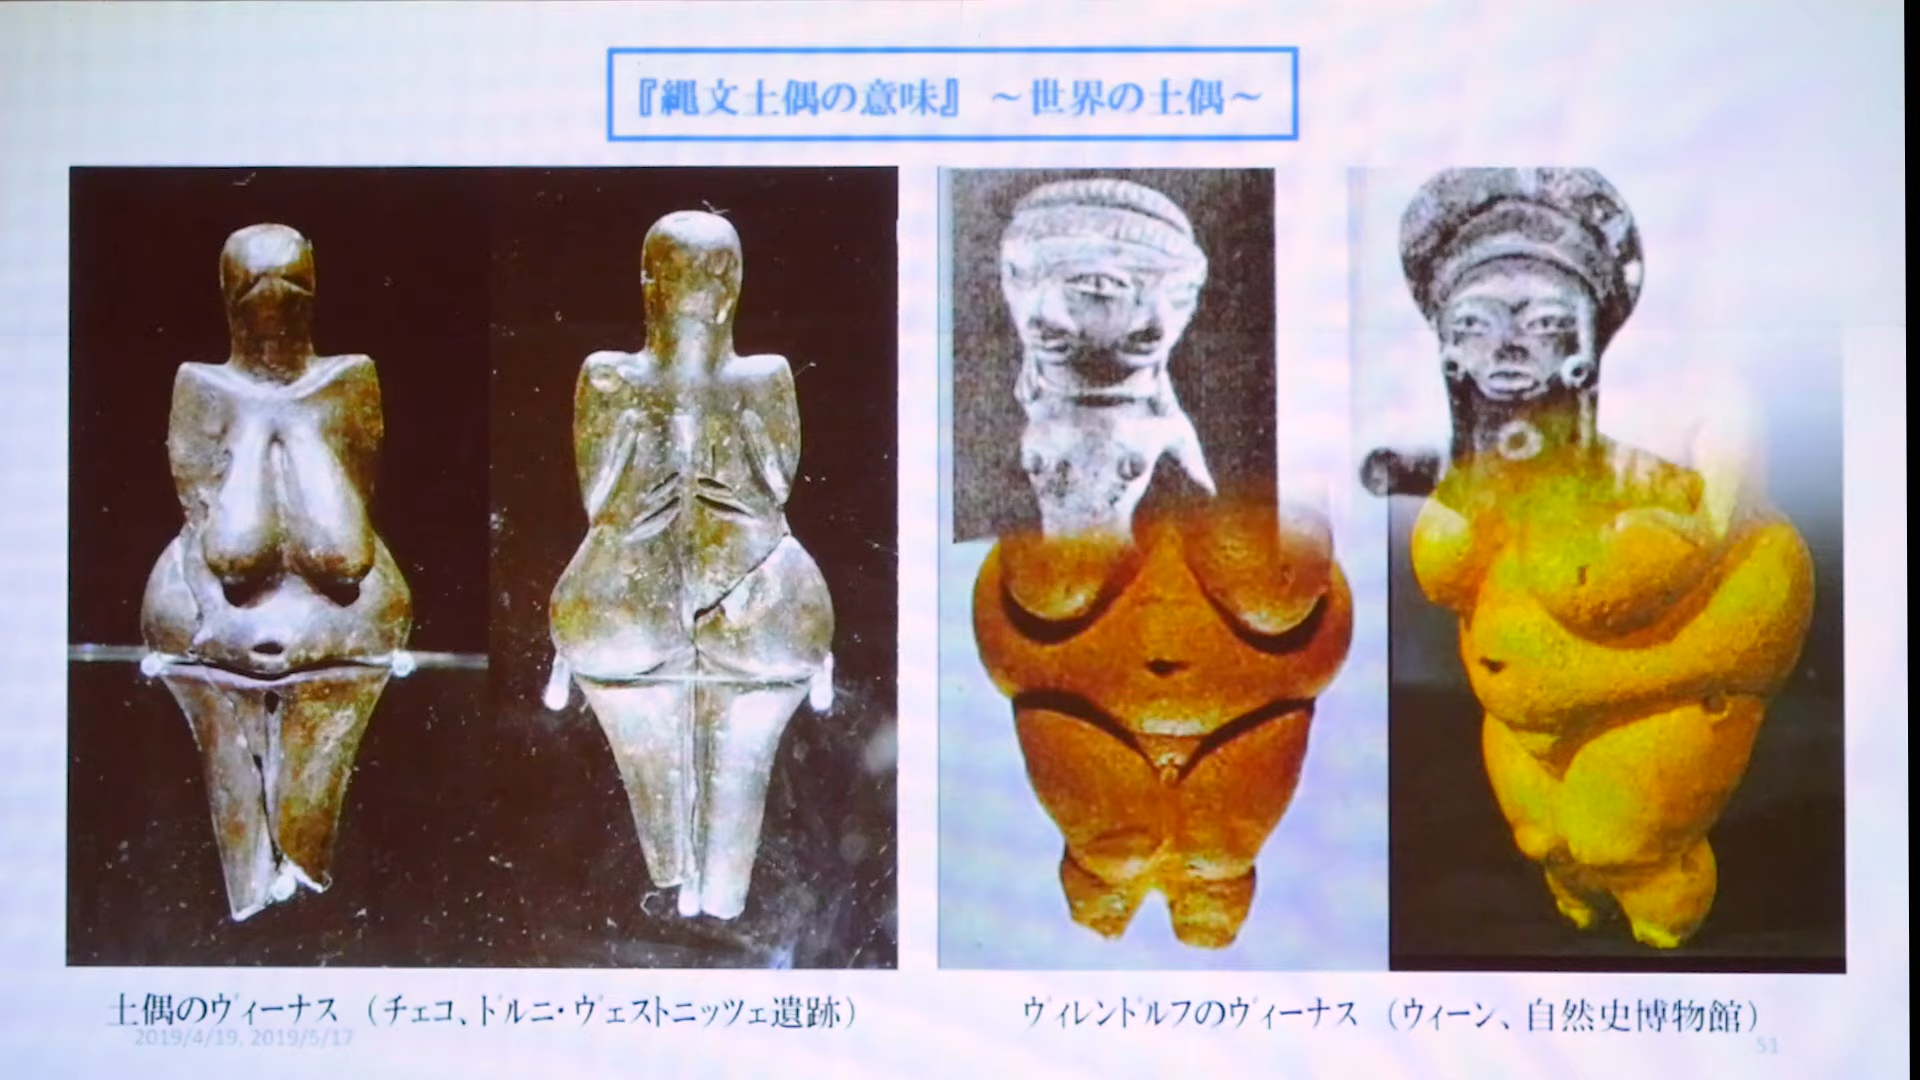 『縄文土偶の意味』 ～世界の土偶～
土偶のヴィーナス （チェコ、ドルニ・ヴェストニッツェ遺跡）
ヴィレンドルフのヴィーナス （ウィーン、自然史博物館）
2019/4/19, 2019/5/17
51